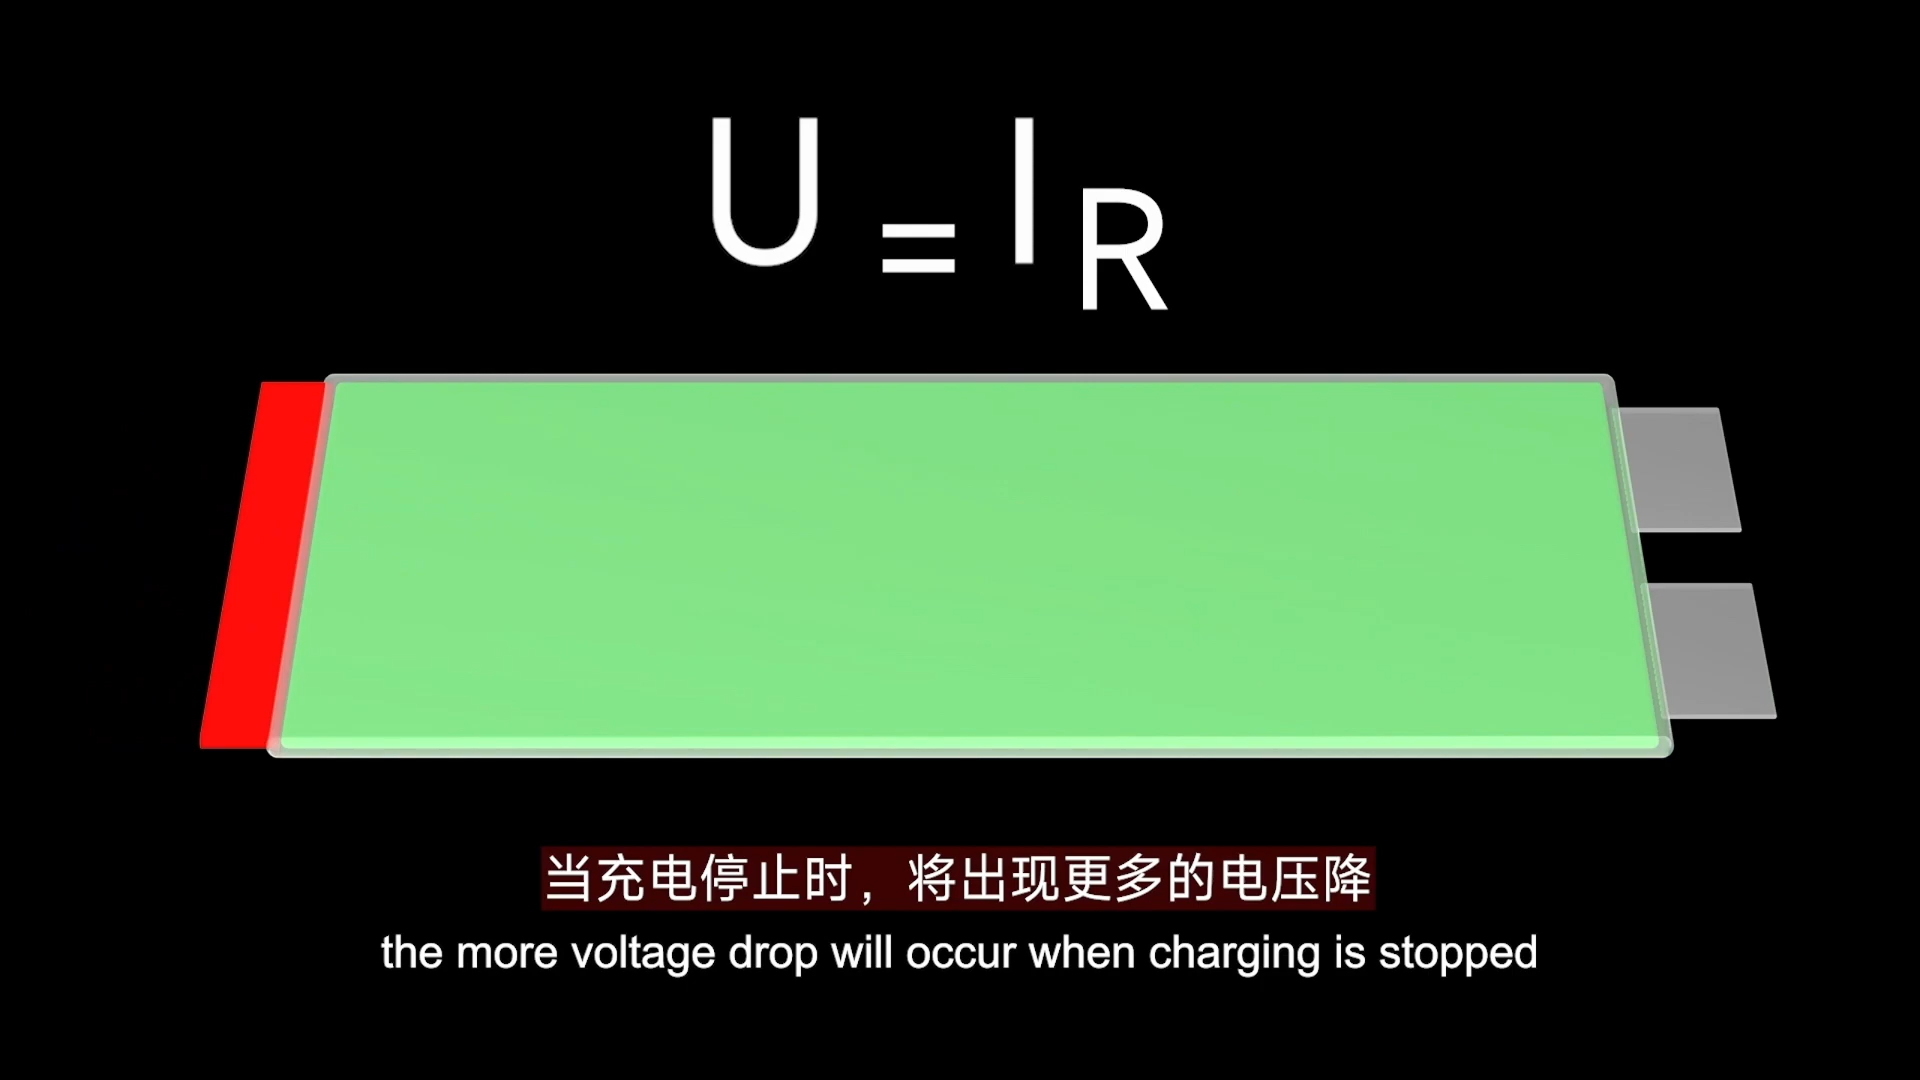 U = I R
当充电停止时，将出现更多的电压降
the more voltage drop will occur when charging is stopped